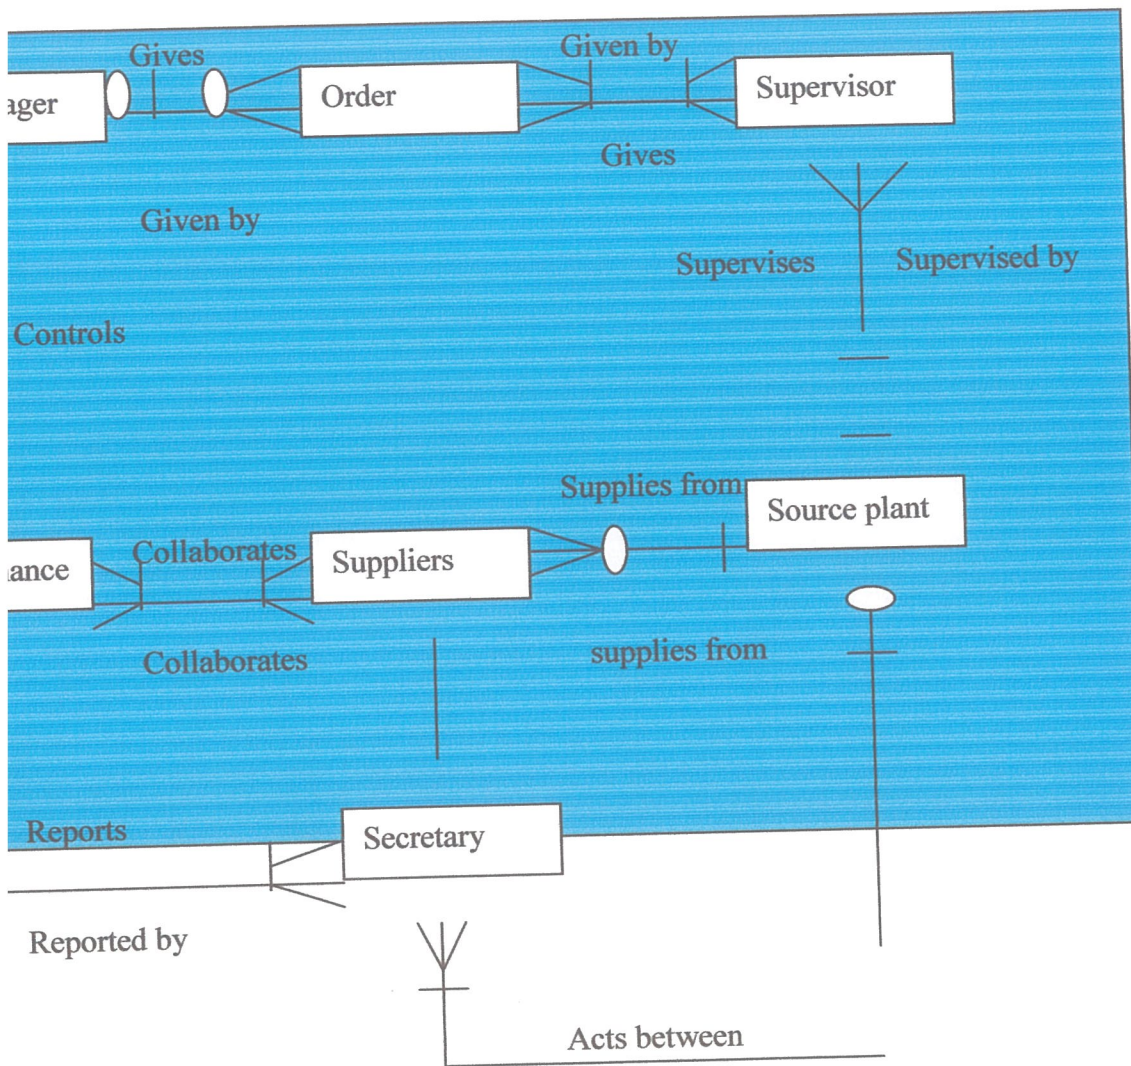 Gives
Given by
ager
Order
Supervisor
Gives
Given by
Supervises
Supervised by
Controls
Supplies from
Source plant
Collaborates
Suppliers
nance
Collaborates
supplies from
Reports
Secretary
Reported by
Acts between